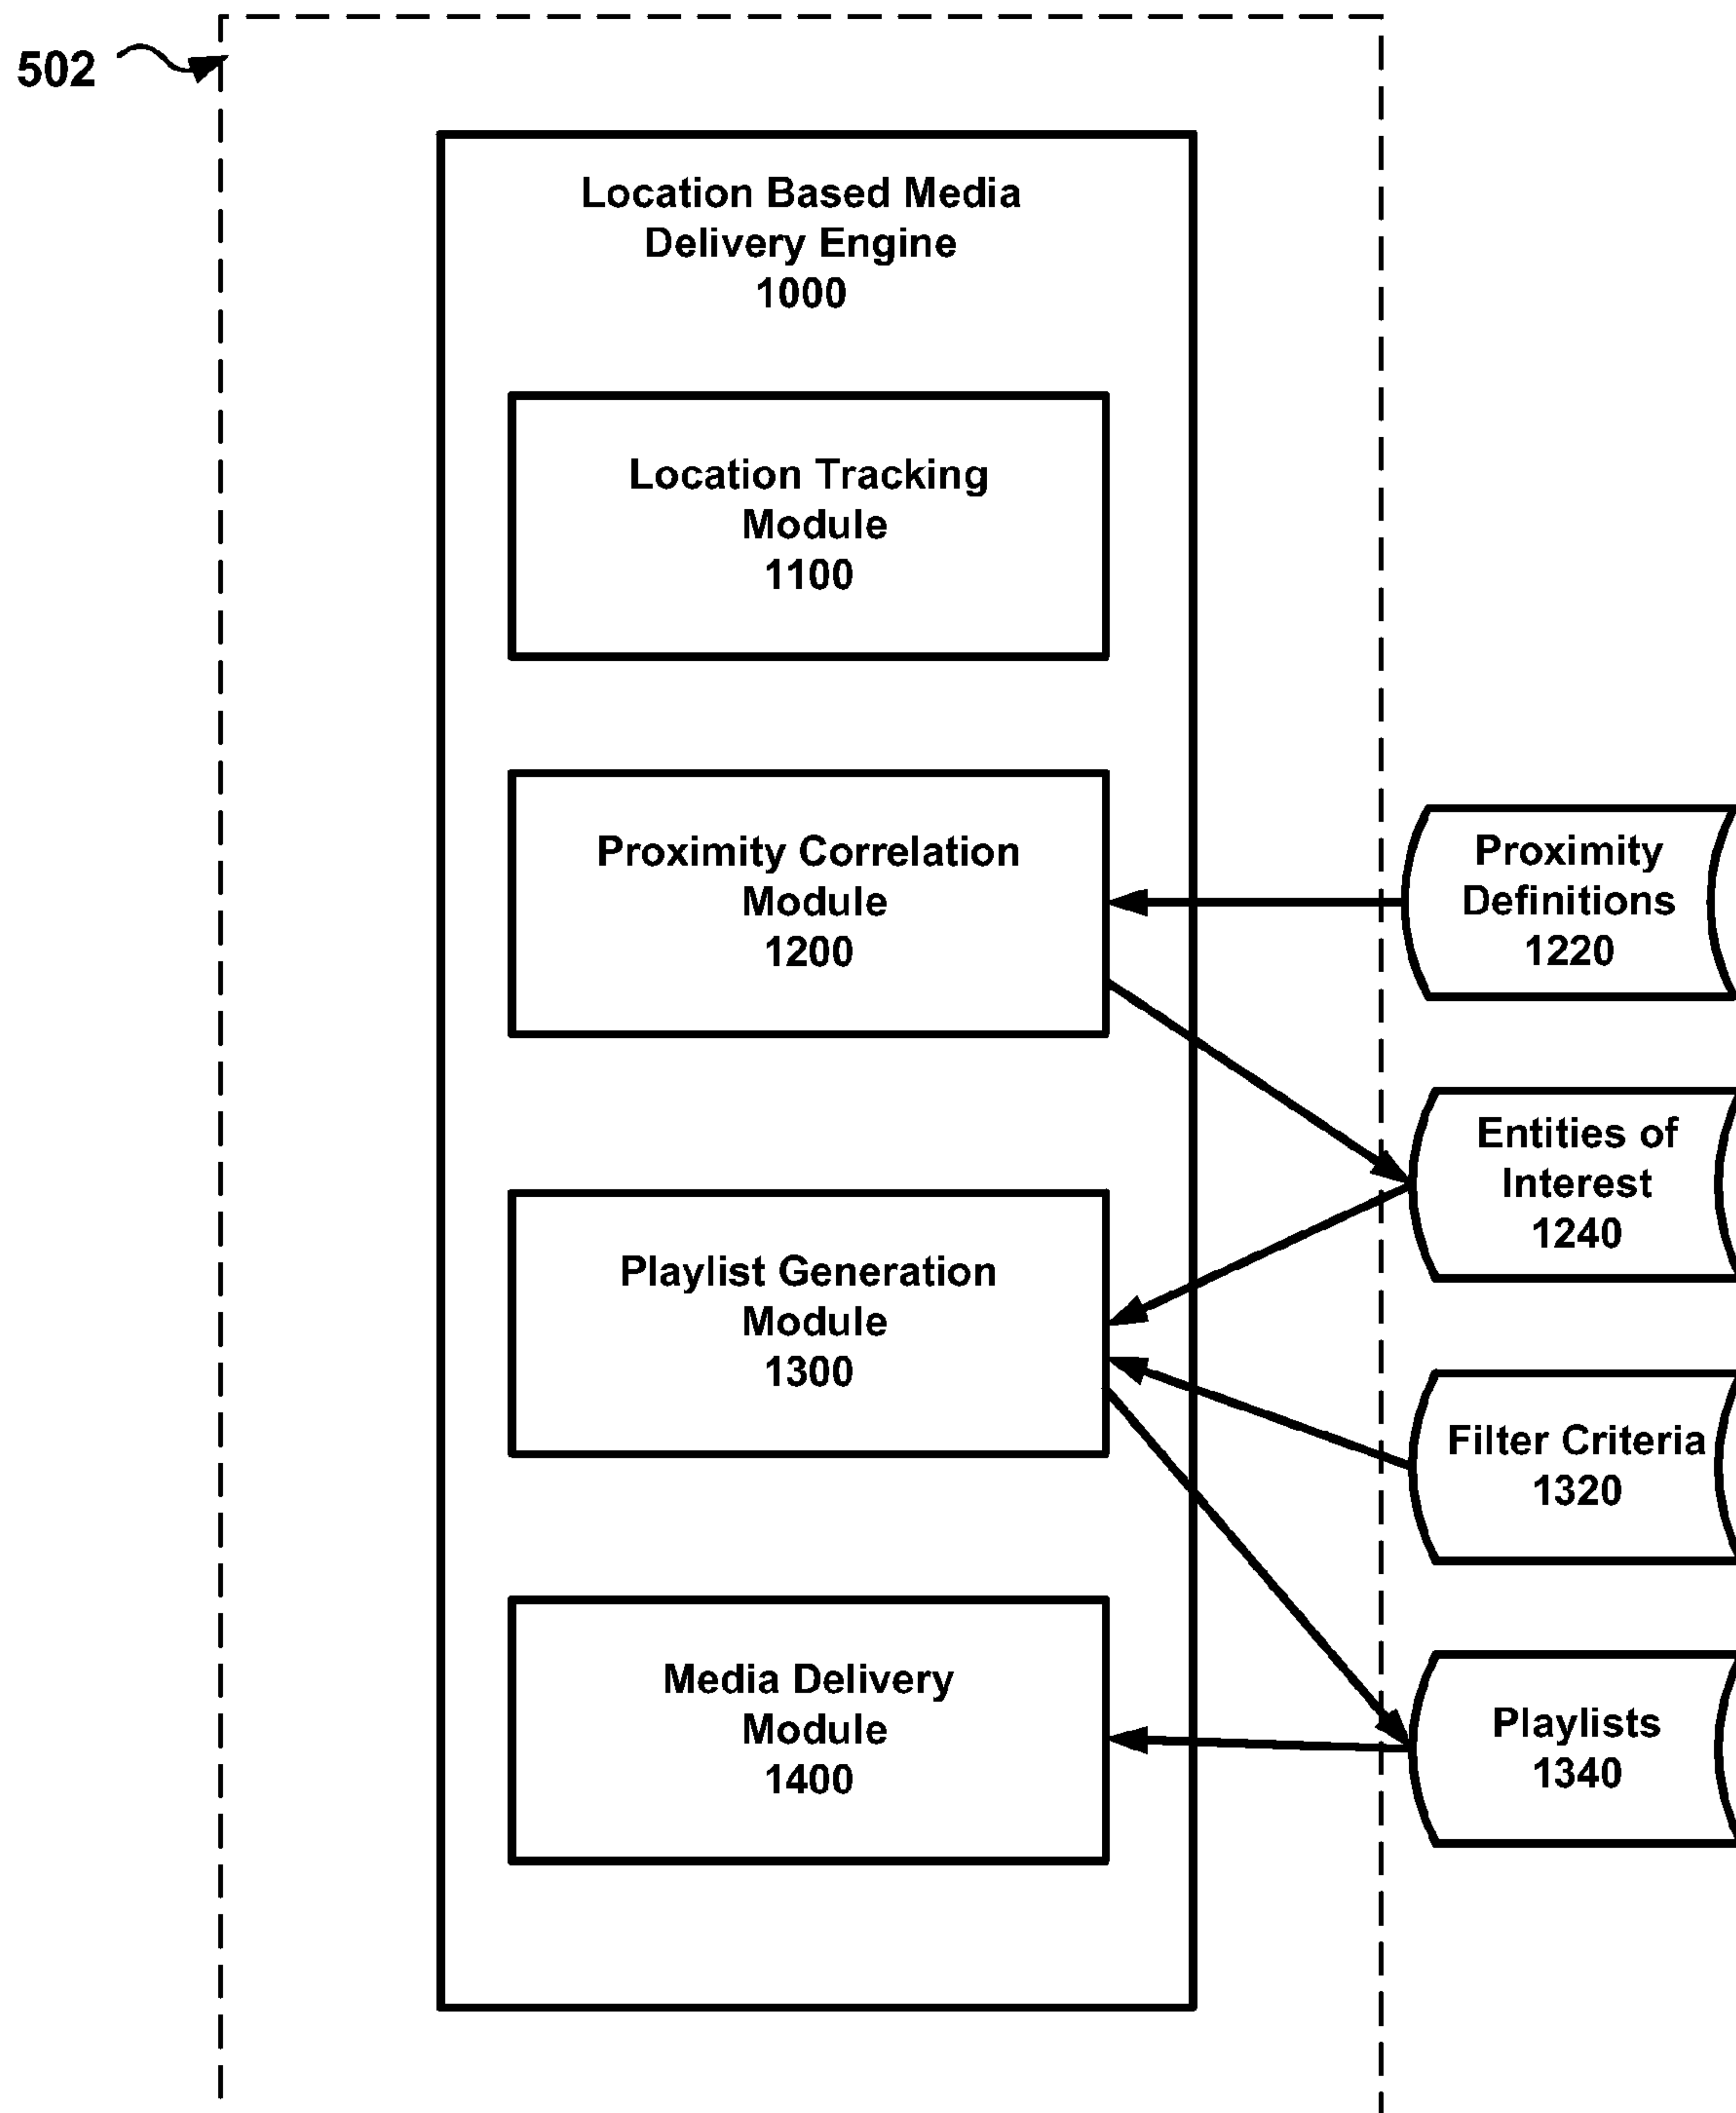 502
Location Based Media
Delivery Engine
1000
Location Tracking
Module
1100
Proximity Correlation
Module
1200
Proximity
Definitions
1220
Entities of
Interest
1240
Playlist Generation
Module
1300
Filter Criteria
1320
Media Delivery
Module
1400
Playlists
1340